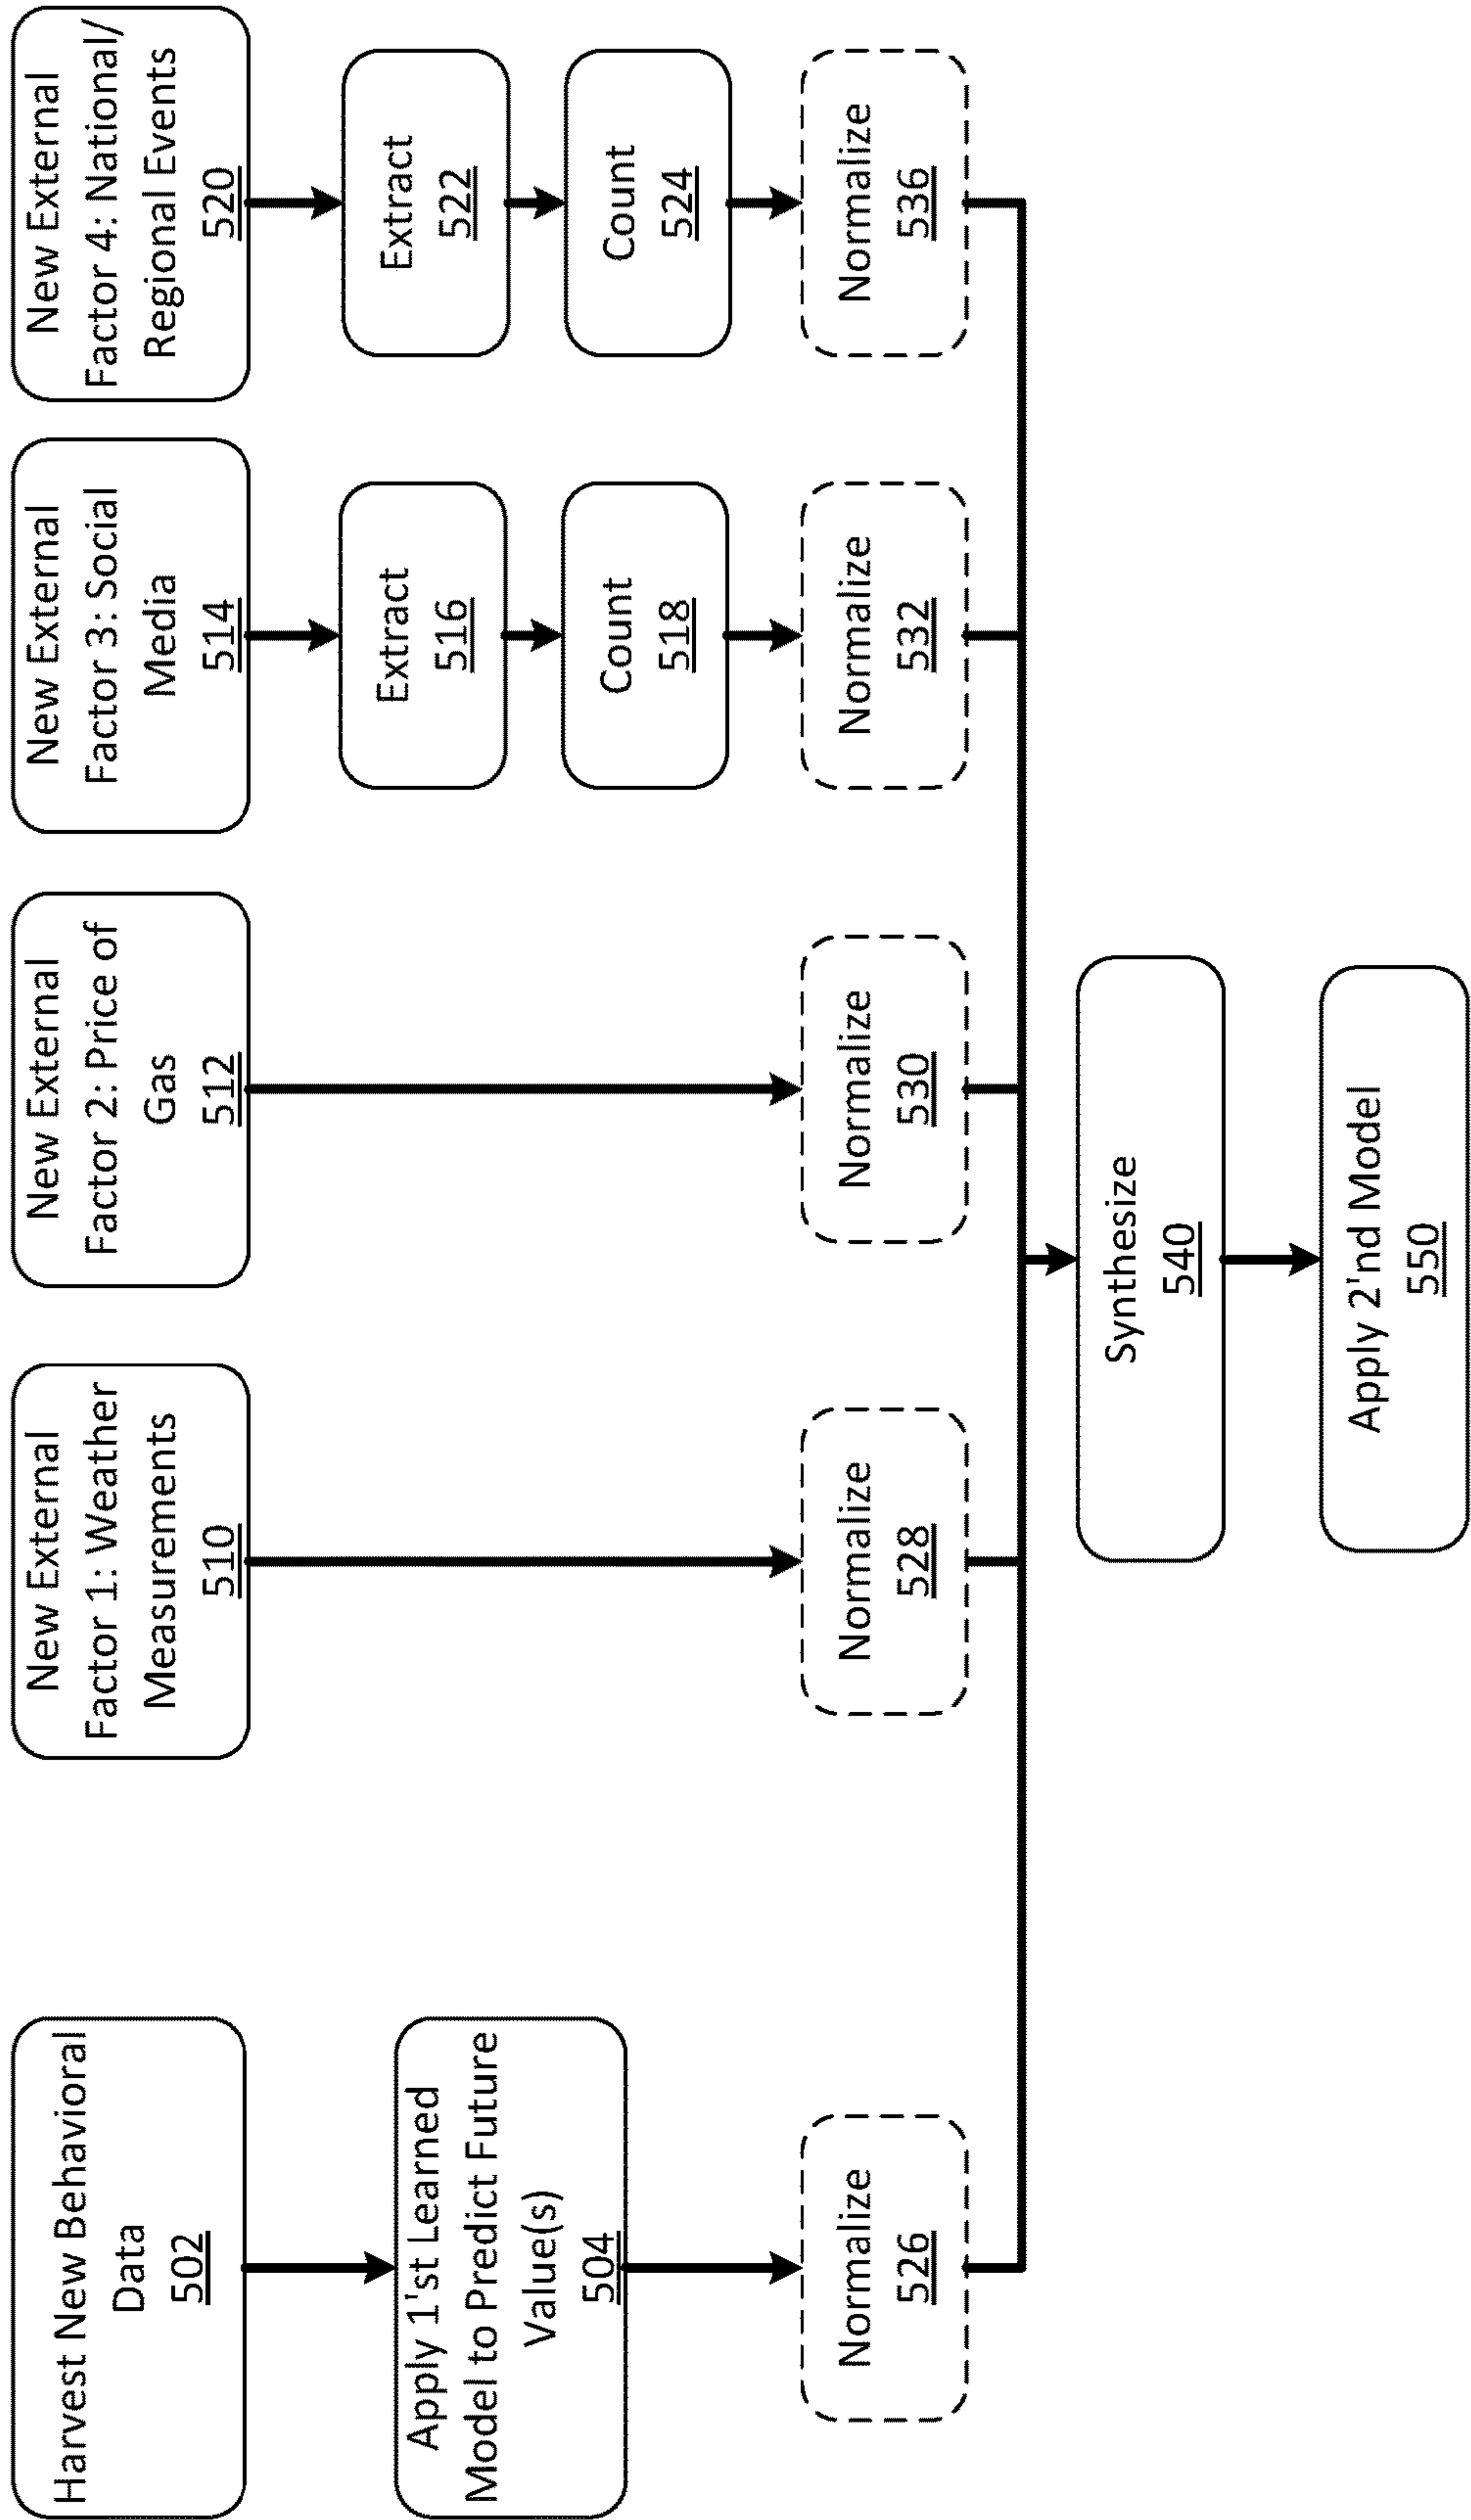 Harvest New Behavioral
Data
502
Apply 1'st Learned
Model to Predict Future
Value(s)
504
Normalize
526
New External
Factor 1: Weather
Measurements
510
Normalize
528
New External
Factor 2: Price of
Gas
512
Normalize
530
New External
Factor 3: Social
Media
514
Extract
516
Count
518
Normalize
532
New External
Factor 4: National/
Regional Events
520
Extract
522
Count
524
Normalize
536
Synthesize
540
Apply 2'nd Model
550